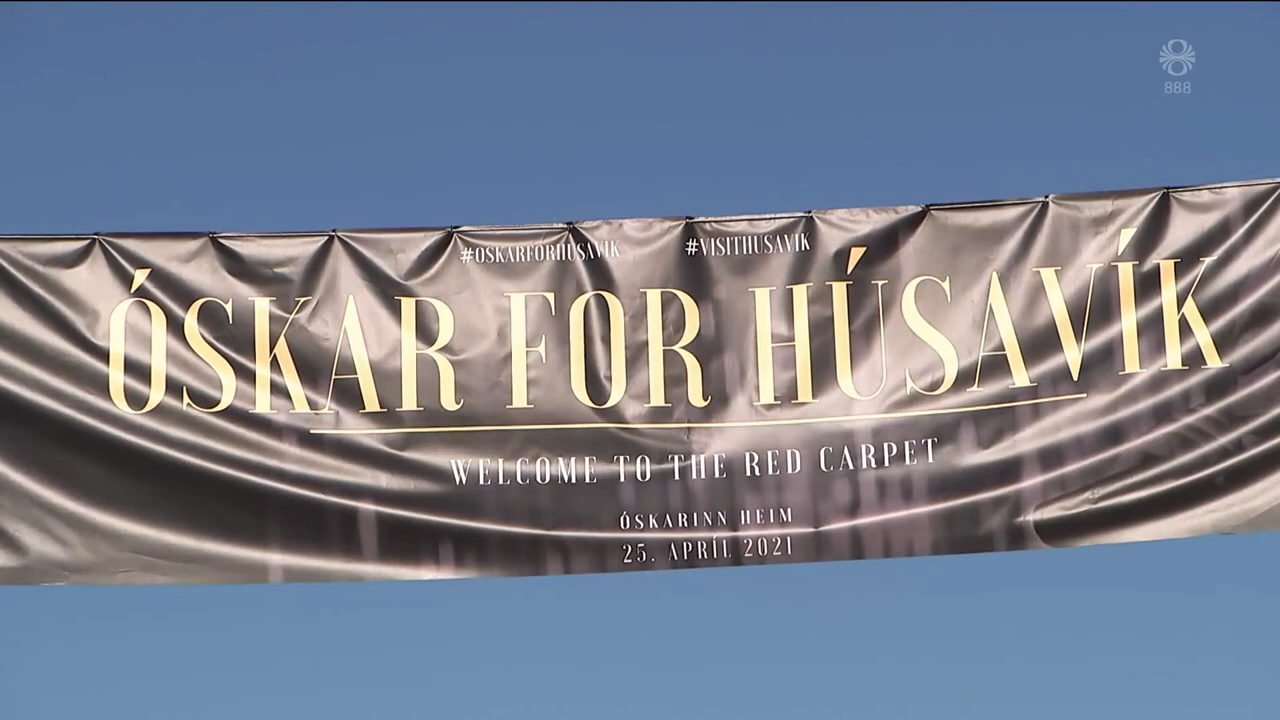 888
#OSKARFORHUSAVIK #VISITHUSAVIK
ÓSKAR FOR HÚSAVÍK
WELCOME TO THE RED CARPET
ÓSKARINN HEIM
25. APRÍL 2021